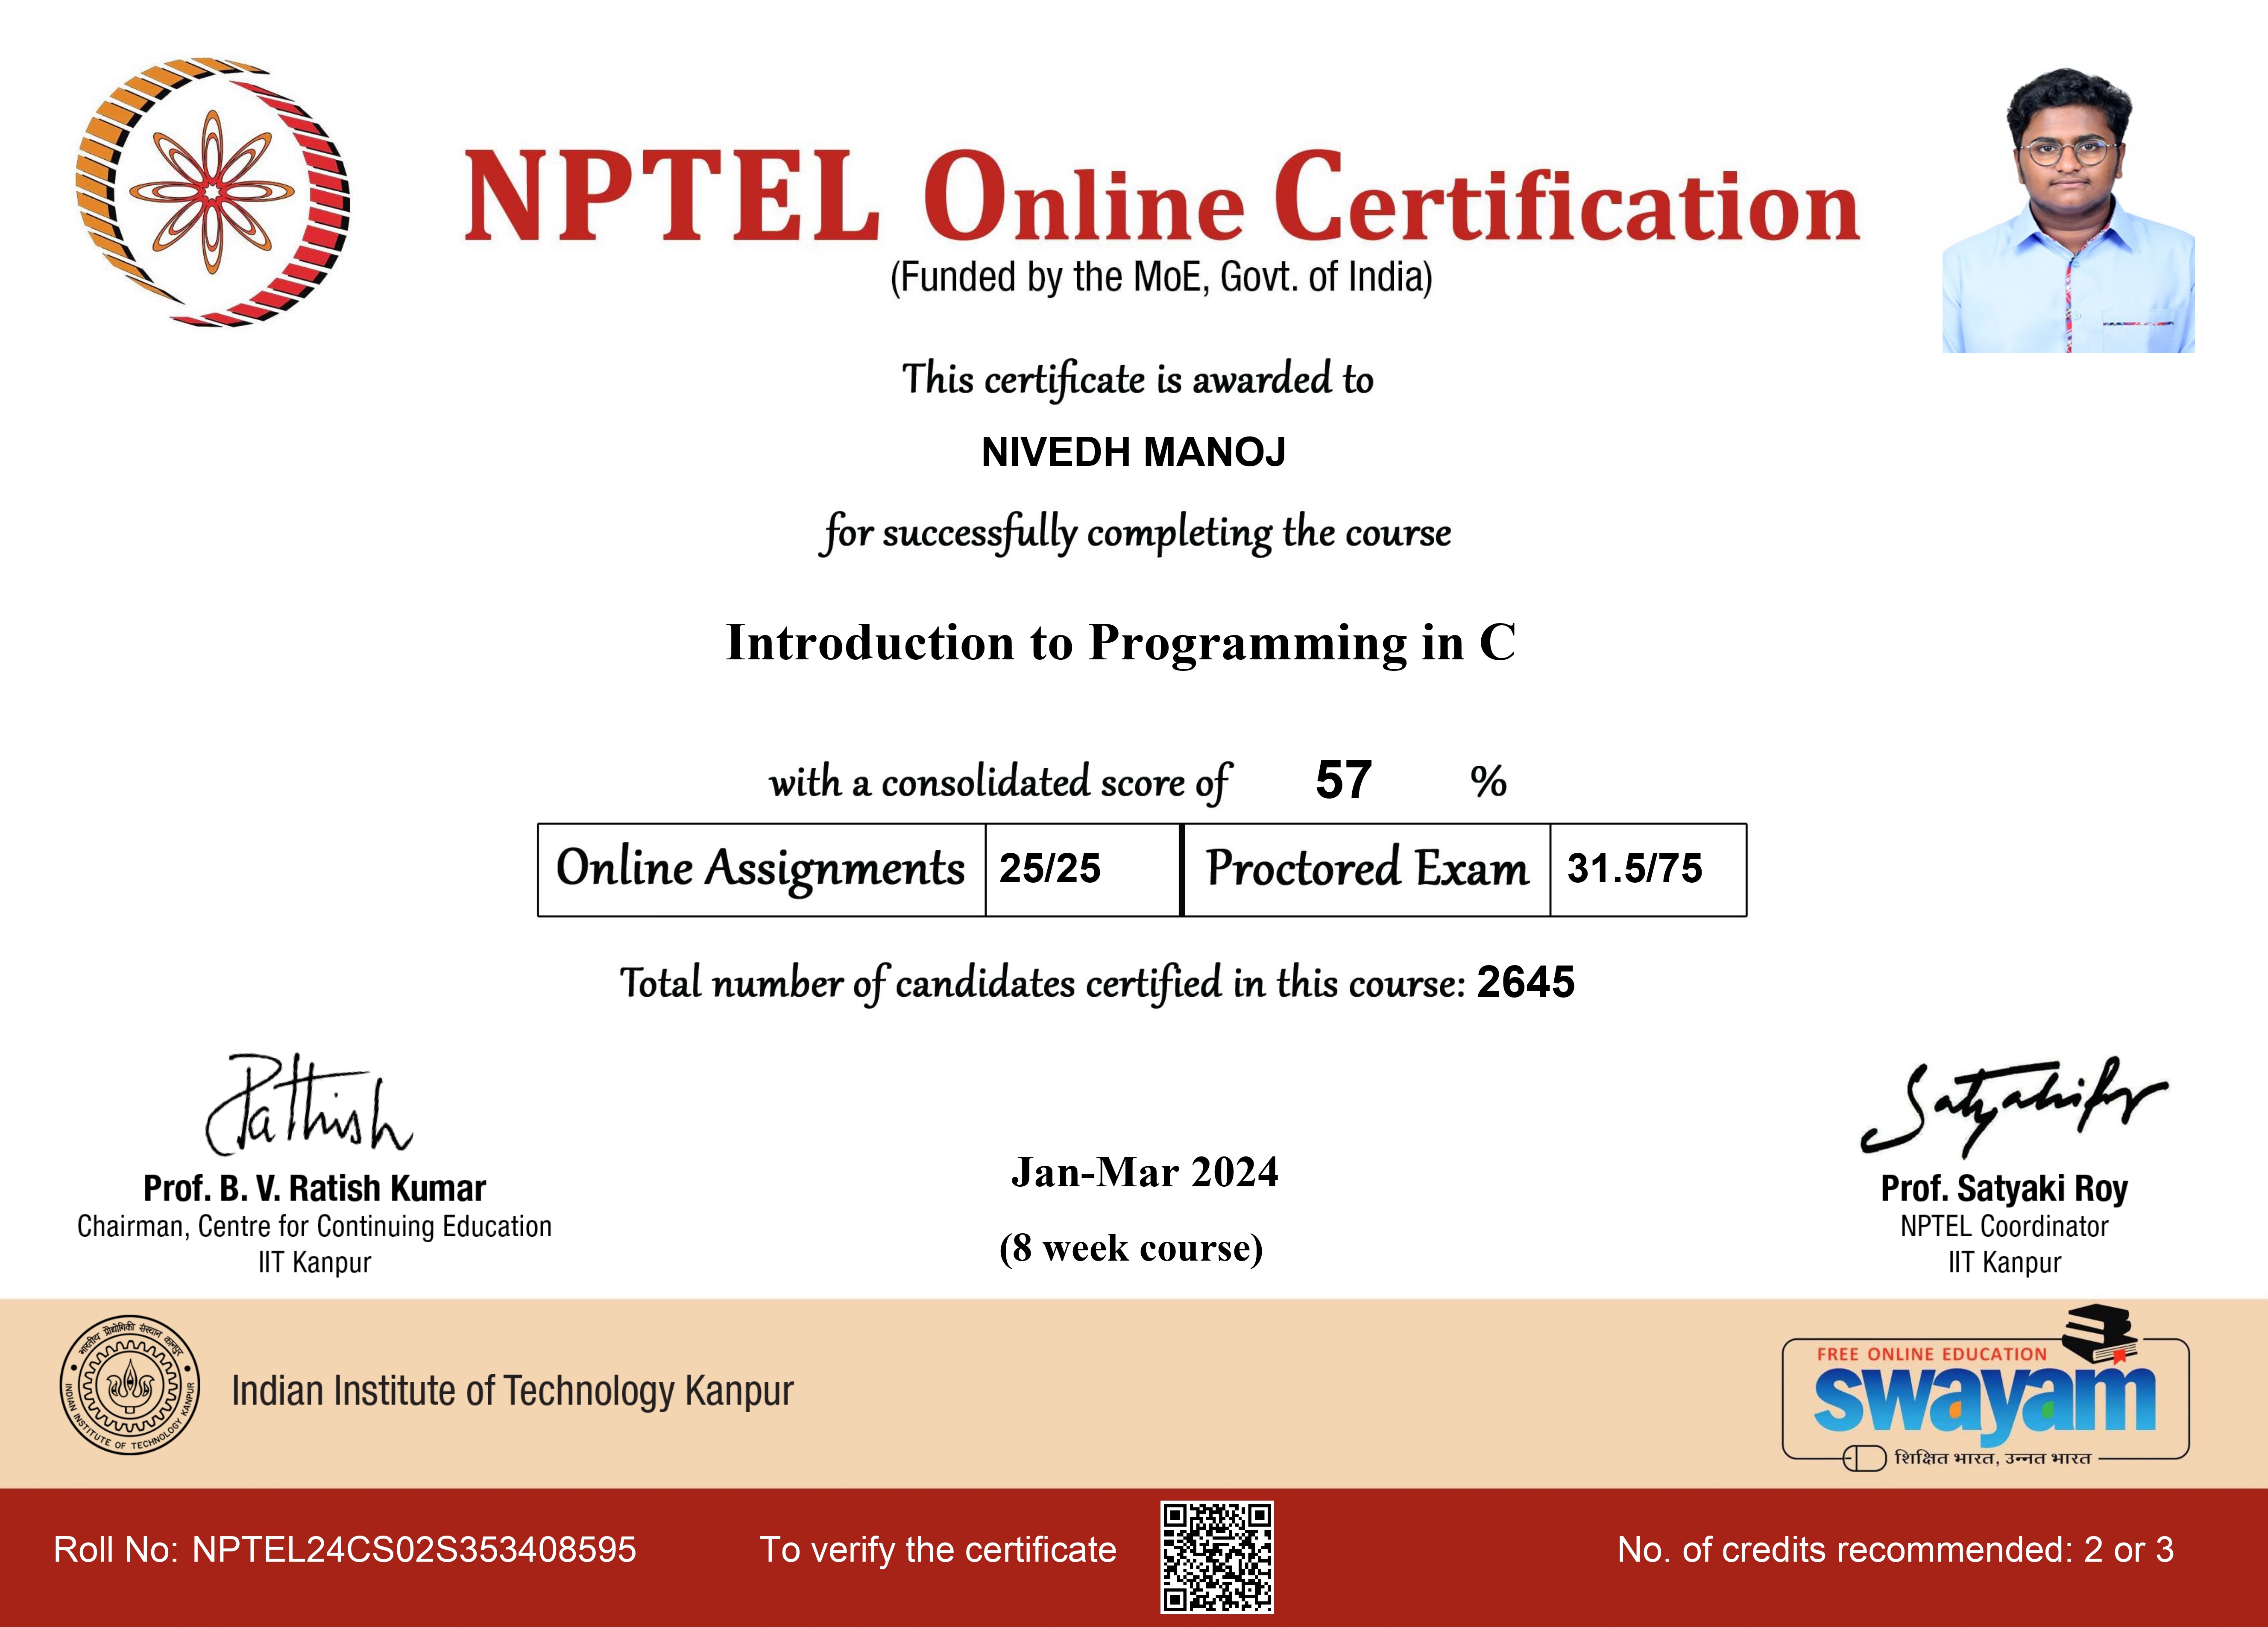 NPTEL Online Certification
(Funded by the MoE, Govt. of India)
This certificate is awarded to
NIVEDH MANOJ
for successfully completing the course
Introduction to Programming in C
with a consolidated score of 57 %
Online Assignments 25/25 Proctored Exam 31.5/75
Total number of candidates certified in this course: 2645
Prof. B. V. Ratish Kumar
Chairman, Centre for Continuing Education
IIT Kanpur
Jan-Mar 2024
(8 week course)
Prof. Satyaki Roy
NPTEL Coordinator
IIT Kanpur
भारतीय प्रौद्योगिकी संस्थान कानपुर
INDIAN INSTITUTE OF TECHNOLOGY KANPUR
Indian Institute of Technology Kanpur
FREE ONLINE EDUCATION
swayam
शिक्षित भारत, उन्नत भारत
Roll No: NPTEL24CS02S353408595
To verify the certificate
No. of credits recommended: 2 or 3